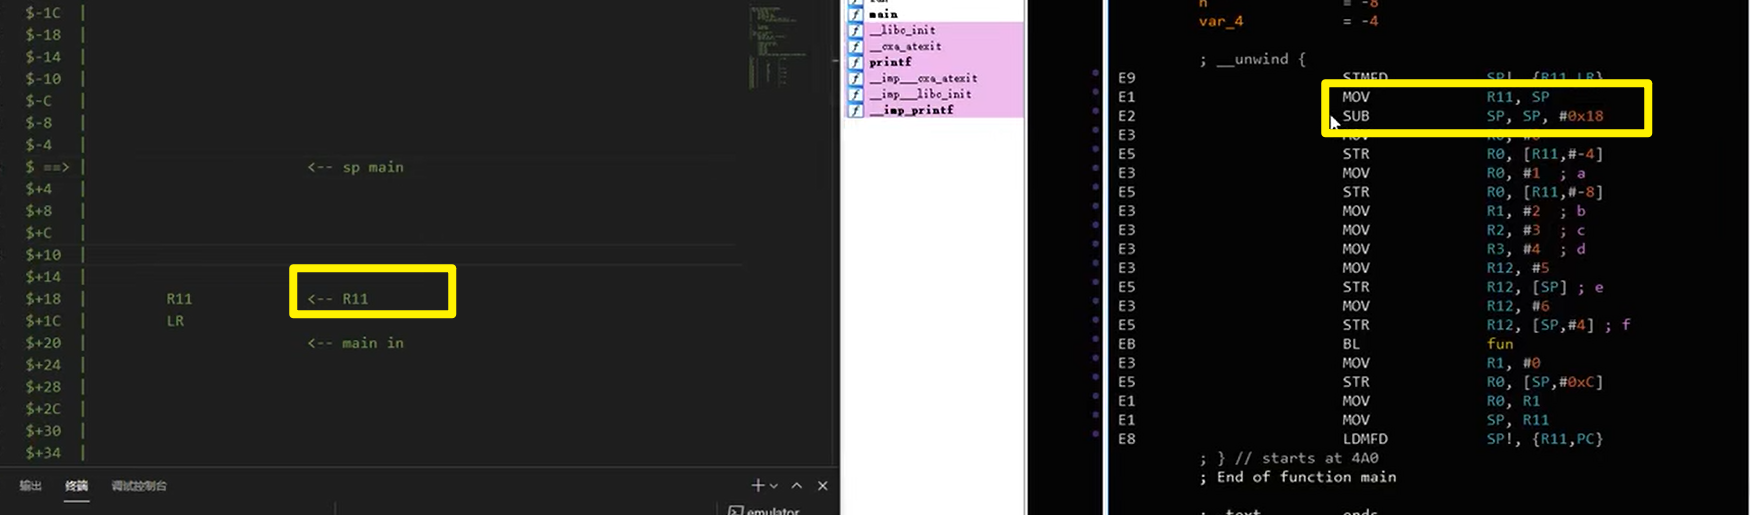 $-1C |
$-18 |
$-14 |
$-10 |
$-C |
$-8 |
$-4 |
$ ==> | <-- sp main
$+4 |
$+8 |
$+C |
$+10 |
$+14 |
$+18 | R11 <-- R11
$+1C | LR
$+20 | <-- main in
$+24 |
$+28 |
$+2C |
$+30 |
$+34 |
输出 终端 调试控制台
emulator
main
__libc_init
__cxa_atexit
printf
__imp___cxa_atexit
__imp___libc_init
__imp_printf
n = -8
var_4 = -4
; __unwind {
E9 STMFD SP!, {R11,LR}
E1 MOV R11, SP
E2 SUB SP, SP, #0x18
E3 MOV R0, #0
E5 STR R0, [R11,#-4]
E3 MOV R0, #1 ; a
E5 STR R0, [R11,#-8]
E3 MOV R1, #2 ; b
E3 MOV R2, #3 ; c
E3 MOV R3, #4 ; d
E3 MOV R12, #5
E5 STR R12, [SP] ; e
E3 MOV R12, #6
E5 STR R12, [SP,#4] ; f
EB BL fun
E3 MOV R1, #0
E5 STR R0, [SP,#0xC]
E1 MOV R0, R1
E1 MOV SP, R11
E8 LDMFD SP!, {R11,PC}
; } // starts at 4A0
; End of function main
; text ends